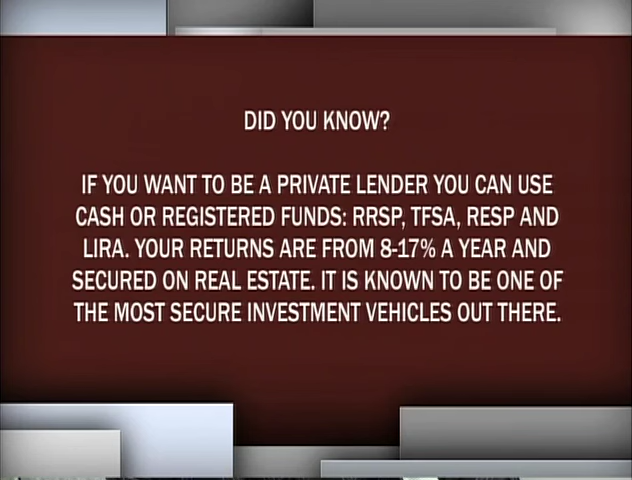 DID YOU KNOW?
IF YOU WANT TO BE A PRIVATE LENDER YOU CAN USE
CASH OR REGISTERED FUNDS: RRSP, TFSA, RESP AND
LIRA. YOUR RETURNS ARE FROM 8-17% A YEAR AND
SECURED ON REAL ESTATE. IT IS KNOWN TO BE ONE OF
THE MOST SECURE INVESTMENT VEHICLES OUT THERE.